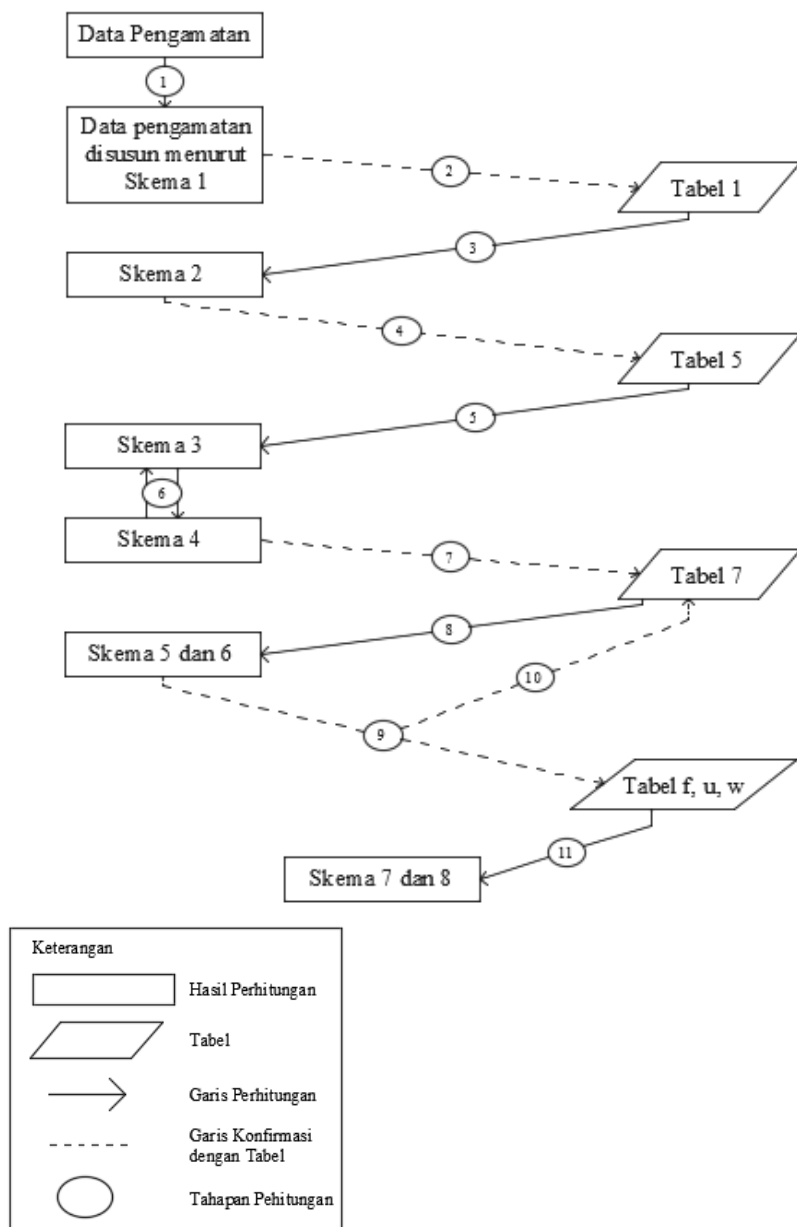 Data Pengamatan
1
Data pengamatan
disusun menurut
Skema 1
2
Tabel 1
3
Skema 2
4
Tabel 5
5
Skema 3
6
Skema 4
7
Tabel 7
8
Skema 5 dan 6
10
9
Tabel f, u, w
11
Skema 7 dan 8
Keterangan
Hasil Perhitungan
Tabel
Garis Perhitungan
Garis Konfirmasi
dengan Tabel
Tahapan Pehitungan